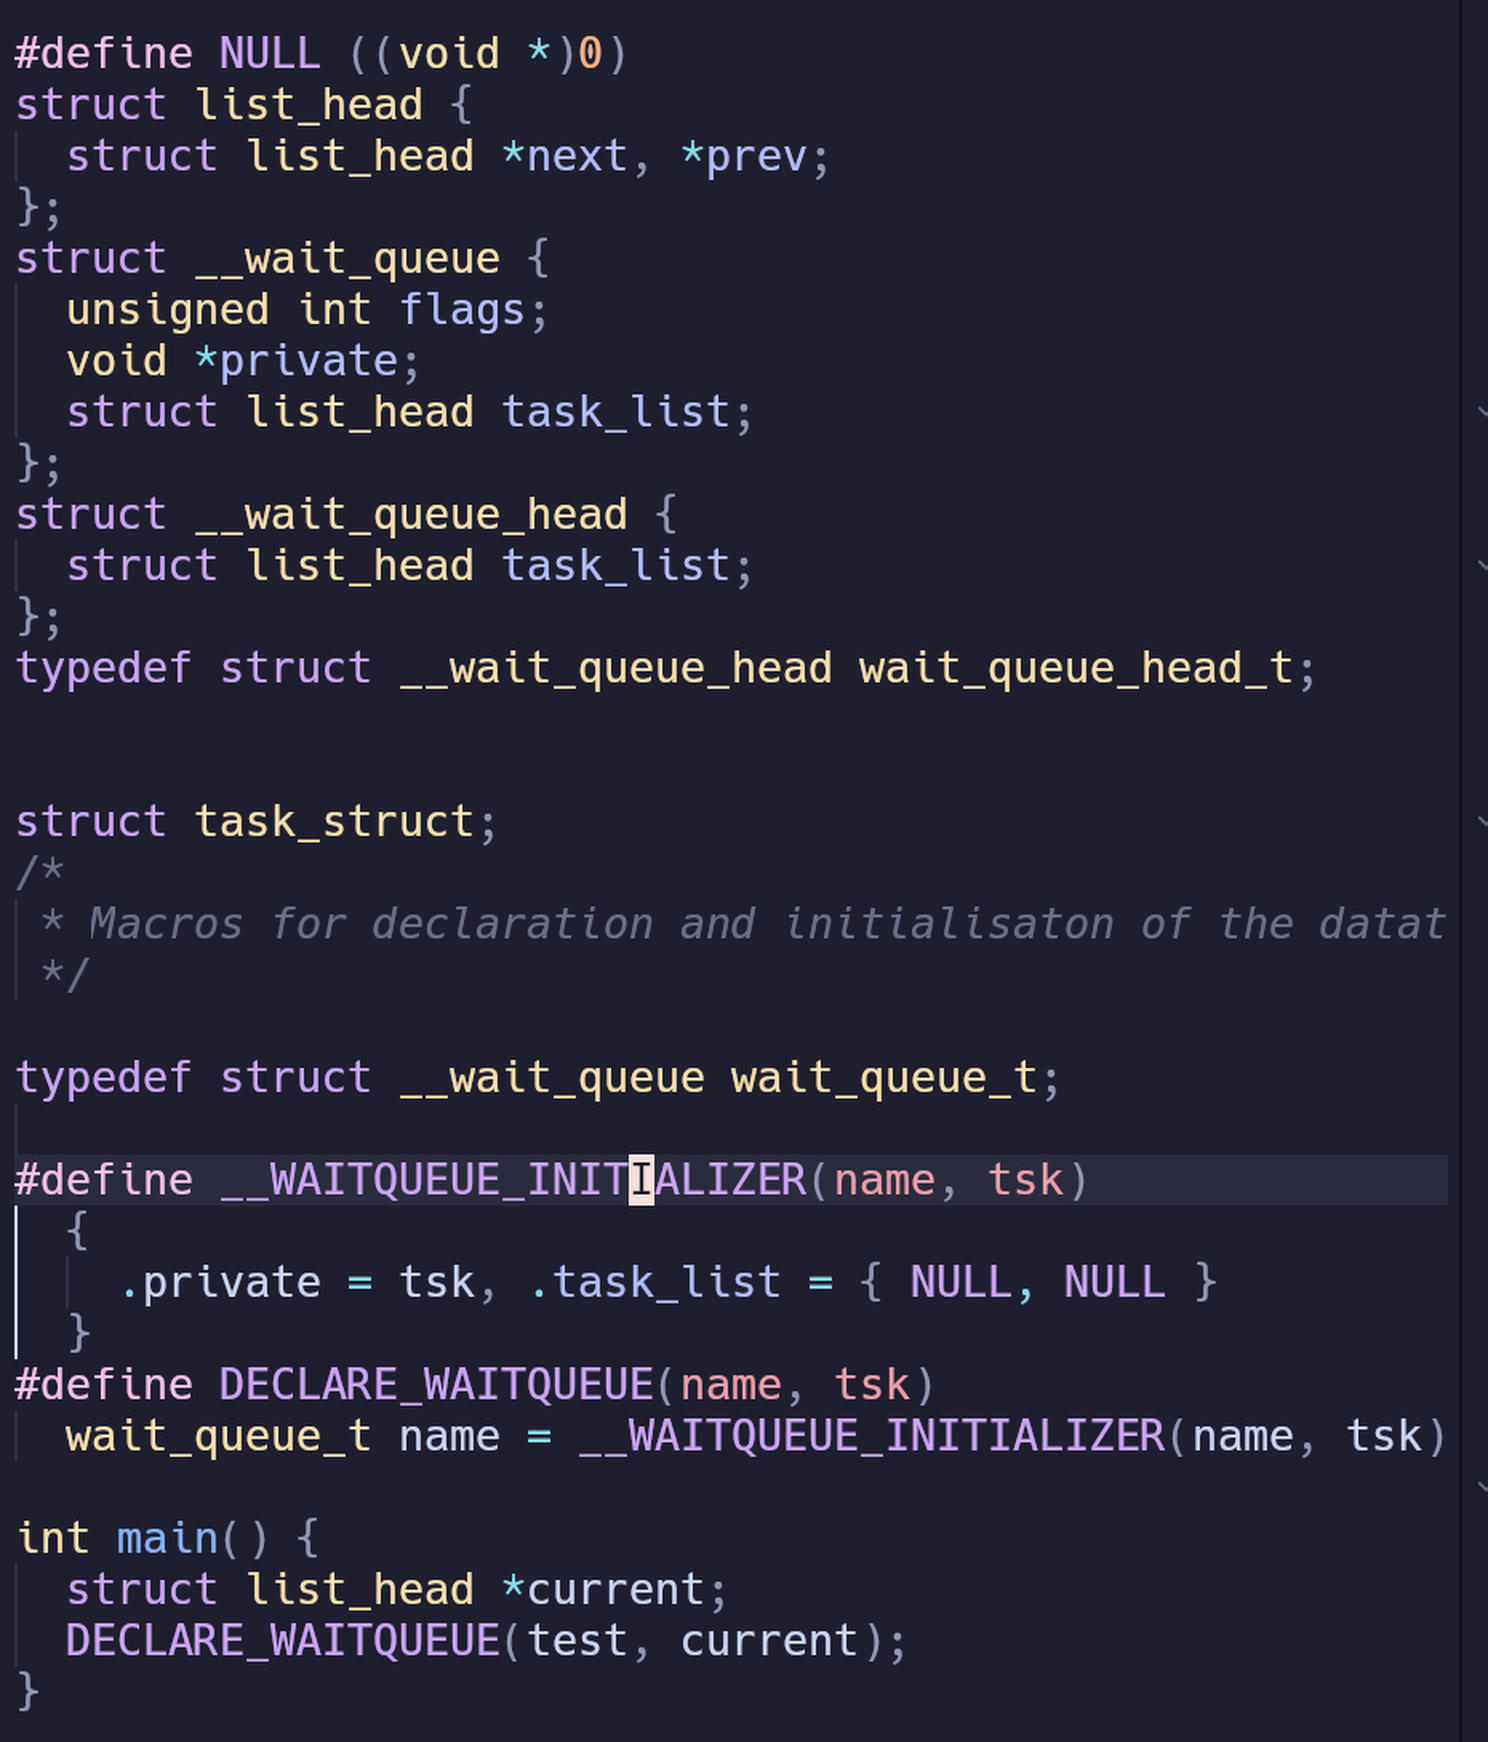 #define NULL ((void *)0)
struct list_head {
  struct list_head *next, *prev;
};
struct __wait_queue {
  unsigned int flags;
  void *private;
  struct list_head task_list;
};
struct __wait_queue_head {
  struct list_head task_list;
};
typedef struct __wait_queue_head wait_queue_head_t;
struct task_struct;
/*
 * Macros for declaration and initialisaton of the datat
 */
typedef struct __wait_queue wait_queue_t;
#define __WAITQUEUE_INITIALIZER(name, tsk)
  {
    .private = tsk, .task_list = { NULL, NULL }
  }
#define DECLARE_WAITQUEUE(name, tsk)
  wait_queue_t name = __WAITQUEUE_INITIALIZER(name, tsk)
int main() {
  struct list_head *current;
  DECLARE_WAITQUEUE(test, current);
}